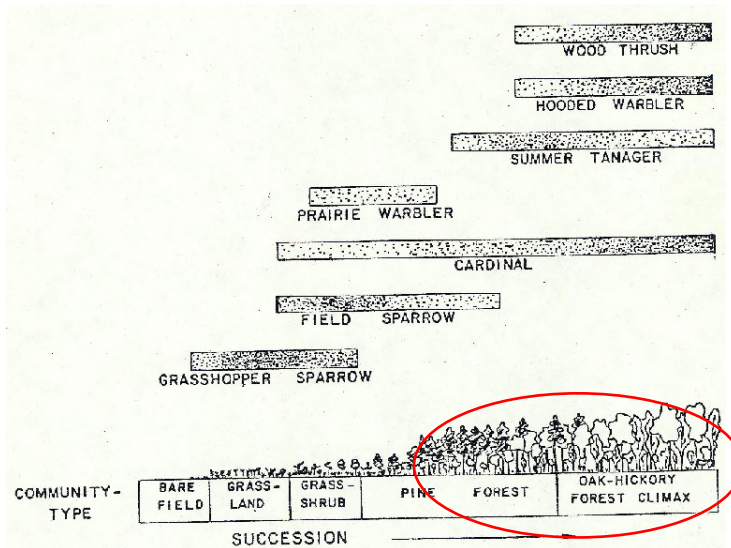 WOOD THRUSH
HOODED WARBLER
SUMMER TANAGER
PRAIRIE WARBLER
CARDINAL
FIELD SPARROW
GRASSHOPPER SPARROW
COMMUNITY-
TYPE
BARE
FIELD
GRASS-
LAND
GRASS-
SHRUB
PINE FOREST
OAK-HICKORY
FOREST CLIMAX
SUCCESSION